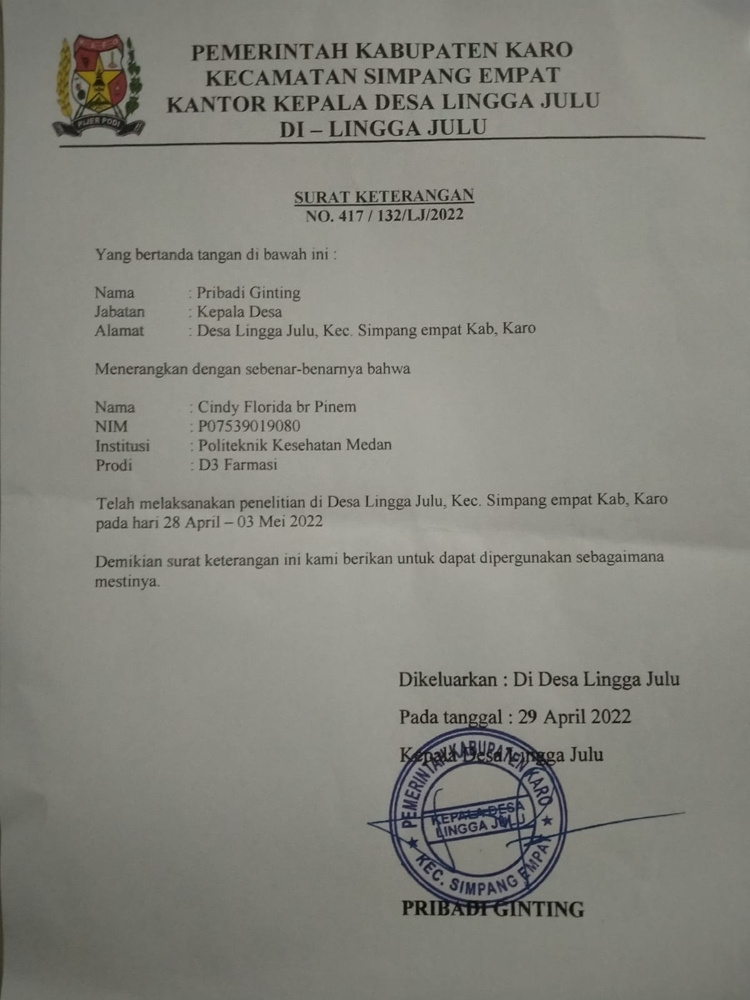 KARO
PIJER PODI
PEMERINTAH KABUPATEN KARO
KECAMATAN SIMPANG EMPAT
KANTOR KEPALA DESA LINGGA JULU
DI – LINGGA JULU
SURAT KETERANGAN
NO. 417 / 132/LJ/2022
Yang bertanda tangan di bawah ini :
Nama : Pribadi Ginting
Jabatan : Kepala Desa
Alamat : Desa Lingga Julu, Kec. Simpang empat Kab, Karo
Menerangkan dengan sebenar-benarnya bahwa
Nama : Cindy Florida br Pinem
NIM : P07539019080
Institusi : Politeknik Kesehatan Medan
Prodi : D3 Farmasi
Telah melaksanakan penelitian di Desa Lingga Julu, Kec. Simpang empat Kab, Karo
pada hari 28 April – 03 Mei 2022
Demikian surat keterangan ini kami berikan untuk dapat dipergunakan sebagaimana
mestinya.
Dikeluarkan : Di Desa Lingga Julu
Pada tanggal : 29 April 2022
Kepala Desa Lingga Julu
PEMERINTAH KABUPATEN KARO
KEPALA DESA
LINGGA JULU
★ KEC. SIMPANG EMPAT ★
PRIBADI GINTING